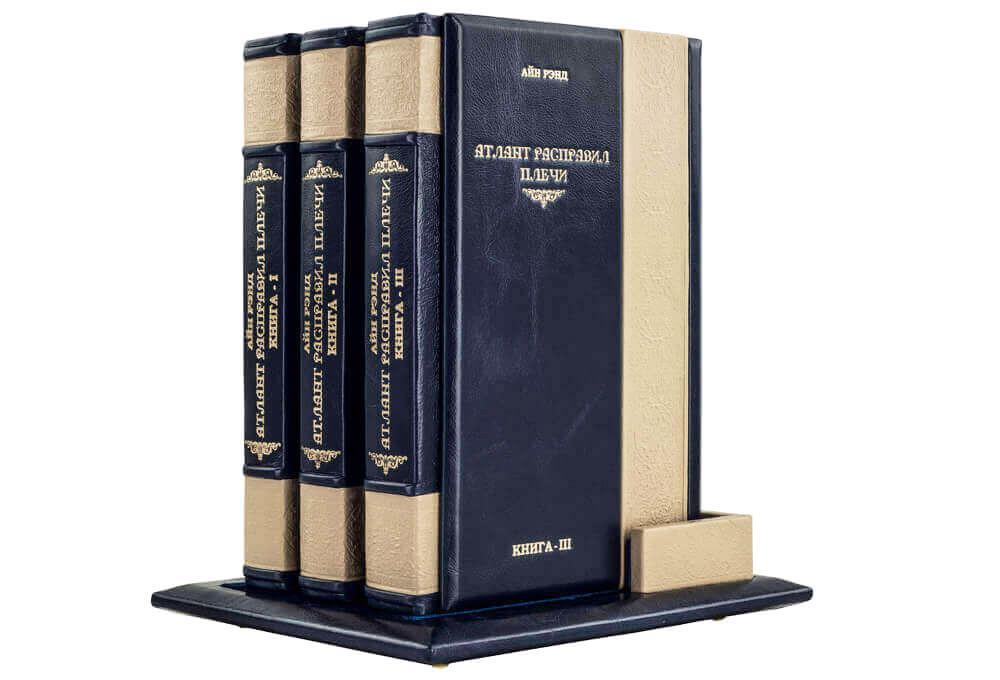 АЙН РЭНД
АТЛАНТ РАСПРАВИЛ ПЛЕЧИ
КНИГА - I
АЙН РЭНД
АТЛАНТ РАСПРАВИЛ ПЛЕЧИ
КНИГА - II
АЙН РЭНД
АТЛАНТ РАСПРАВИЛ ПЛЕЧИ
КНИГА - III
АЙН РЭНД
АТЛАНТ РАСПРАВИЛ
ПЛЕЧИ
КНИГА - III